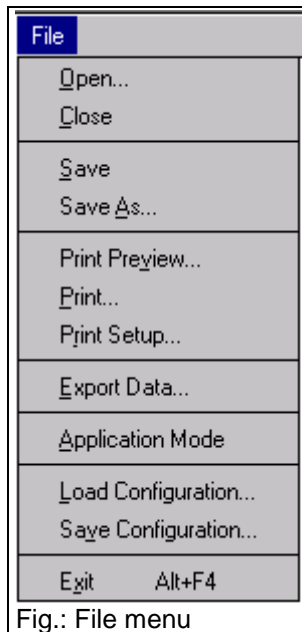 File
Open...
Close
Save
Save As...
Print Preview...
Print...
Print Setup...
Export Data...
Application Mode
Load Configuration...
Save Configuration...
Exit Alt+F4
Fig.: File menu